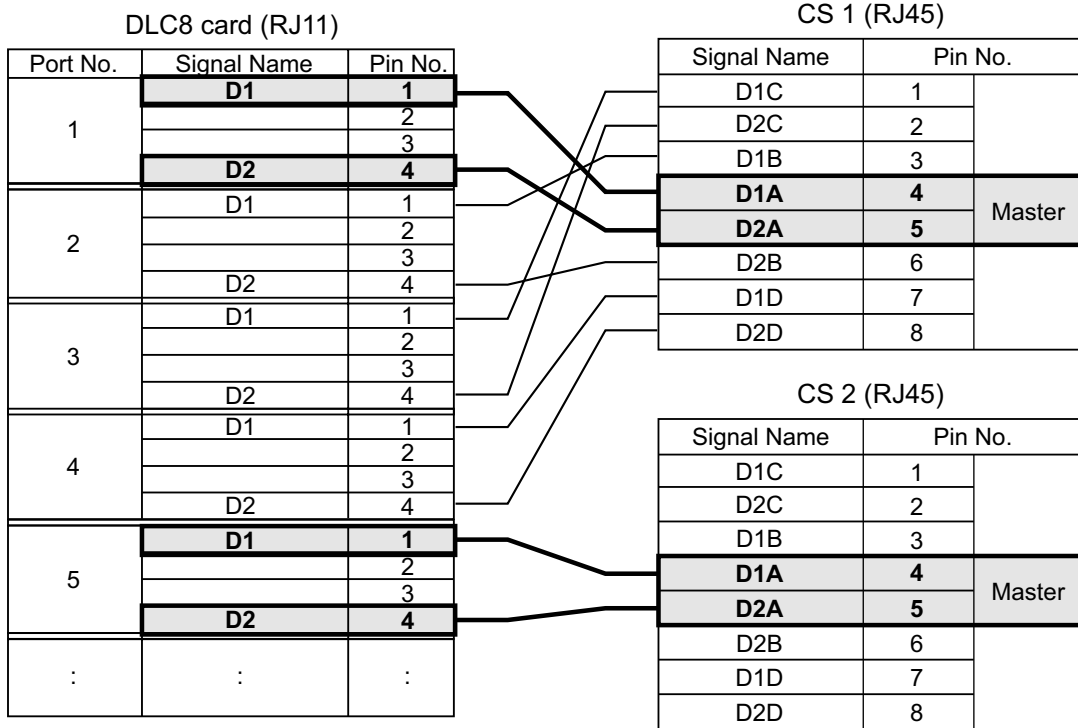 DLC8 card (RJ11)
Port No. Signal Name Pin No.
1 D1 1
2
3
D2 4
2 D1 1
2
3
D2 4
3 D1 1
2
3
D2 4
4 D1 1
2
3
D2 4
5 D1 1
2
3
D2 4
: : :
CS 1 (RJ45)
Signal Name Pin No.
D1C 1
D2C 2
D1B 3
D1A 4 Master
D2A 5
D2B 6
D1D 7
D2D 8
CS 2 (RJ45)
Signal Name Pin No.
D1C 1
D2C 2
D1B 3
D1A 4 Master
D2A 5
D2B 6
D1D 7
D2D 8